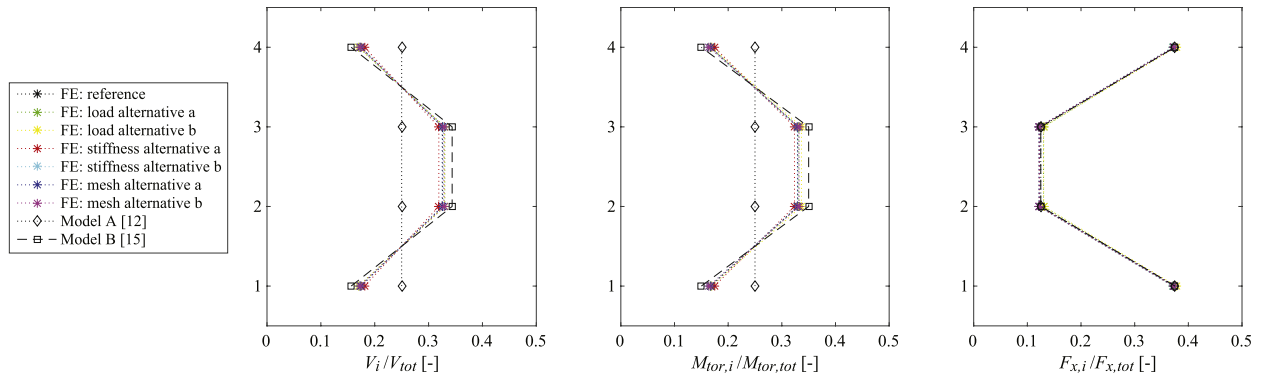 FE: reference
FE: load alternative a
FE: load alternative b
FE: stiffness alternative a
FE: stiffness alternative b
FE: mesh alternative a
FE: mesh alternative b
Model A [12]
Model B [15]
4
3
2
1
0 0.1 0.2 0.3 0.4 0.5
V_i/V_tot [-]
4
3
2
1
0 0.1 0.2 0.3 0.4 0.5
M_tor,i/M_tor,tot [-]
4
3
2
1
0 0.1 0.2 0.3 0.4 0.5
F_x,i/F_x,tot [-]